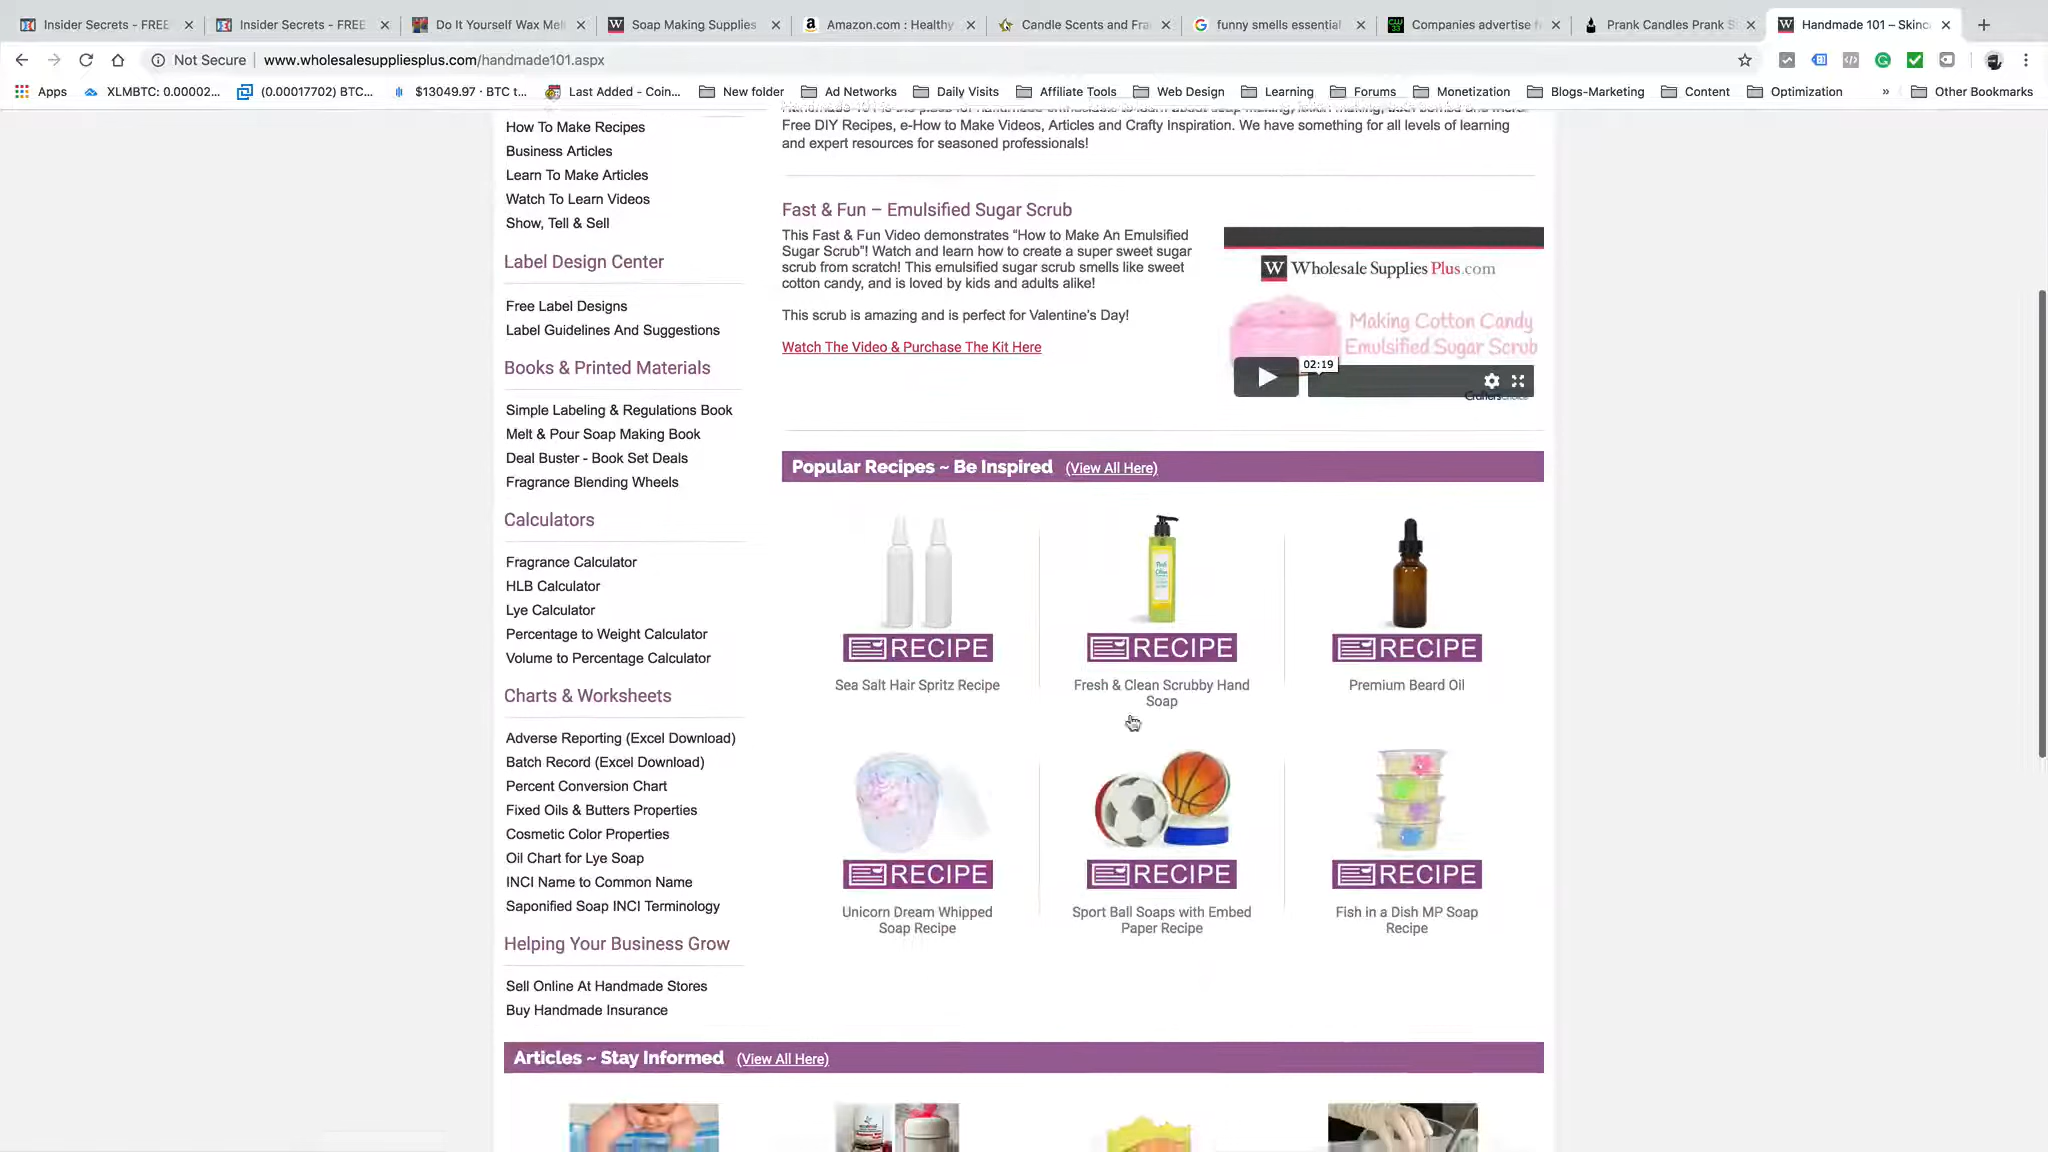 Insider Secrets - FREE
Insider Secrets - FREE
Do It Yourself Wax Mel
Soap Making Supplies
Amazon.com : Healthy
Candle Scents and Fra
funny smells essential
Companies advertise f
Prank Candles Prank S
Handmade 101 – Skinc
Not Secure
www.wholesalesuppliesplus.com/handmade101.aspx
Apps
XLMBTC: 0.00002...
(0.00017702) BTC...
$13049.97 · BTC t...
Last Added - Coin...
New folder
Ad Networks
Daily Visits
Affiliate Tools
Web Design
Learning
Forums
Monetization
Blogs-Marketing
Content
Optimization
»
Other Bookmarks
How To Make Recipes
Business Articles
Learn To Make Articles
Watch To Learn Videos
Show, Tell & Sell
Label Design Center
Free Label Designs
Label Guidelines And Suggestions
Books & Printed Materials
Simple Labeling & Regulations Book
Melt & Pour Soap Making Book
Deal Buster - Book Set Deals
Fragrance Blending Wheels
Calculators
Fragrance Calculator
HLB Calculator
Lye Calculator
Percentage to Weight Calculator
Volume to Percentage Calculator
Charts & Worksheets
Adverse Reporting (Excel Download)
Batch Record (Excel Download)
Percent Conversion Chart
Fixed Oils & Butters Properties
Cosmetic Color Properties
Oil Chart for Lye Soap
INCI Name to Common Name
Saponified Soap INCI Terminology
Helping Your Business Grow
Sell Online At Handmade Stores
Buy Handmade Insurance
Free DIY Recipes, e-How to Make Videos, Articles and Crafty Inspiration. We have something for all levels of learning
and expert resources for seasoned professionals!
Fast & Fun – Emulsified Sugar Scrub
This Fast & Fun Video demonstrates “How to Make An Emulsified
Sugar Scrub”! Watch and learn how to create a super sweet sugar
scrub from scratch! This emulsified sugar scrub smells like sweet
cotton candy, and is loved by kids and adults alike!
This scrub is amazing and is perfect for Valentine’s Day!
Watch The Video & Purchase The Kit Here
W Wholesale Supplies Plus.com
Making Cotton Candy
Emulsified Sugar Scrub
02:19
Popular Recipes ~ Be Inspired (View All Here)
RECIPE
RECIPE
RECIPE
Sea Salt Hair Spritz Recipe
Fresh & Clean Scrubby Hand
Soap
Premium Beard Oil
RECIPE
RECIPE
RECIPE
Unicorn Dream Whipped
Soap Recipe
Sport Ball Soaps with Embed
Paper Recipe
Fish in a Dish MP Soap
Recipe
Articles ~ Stay Informed (View All Here)